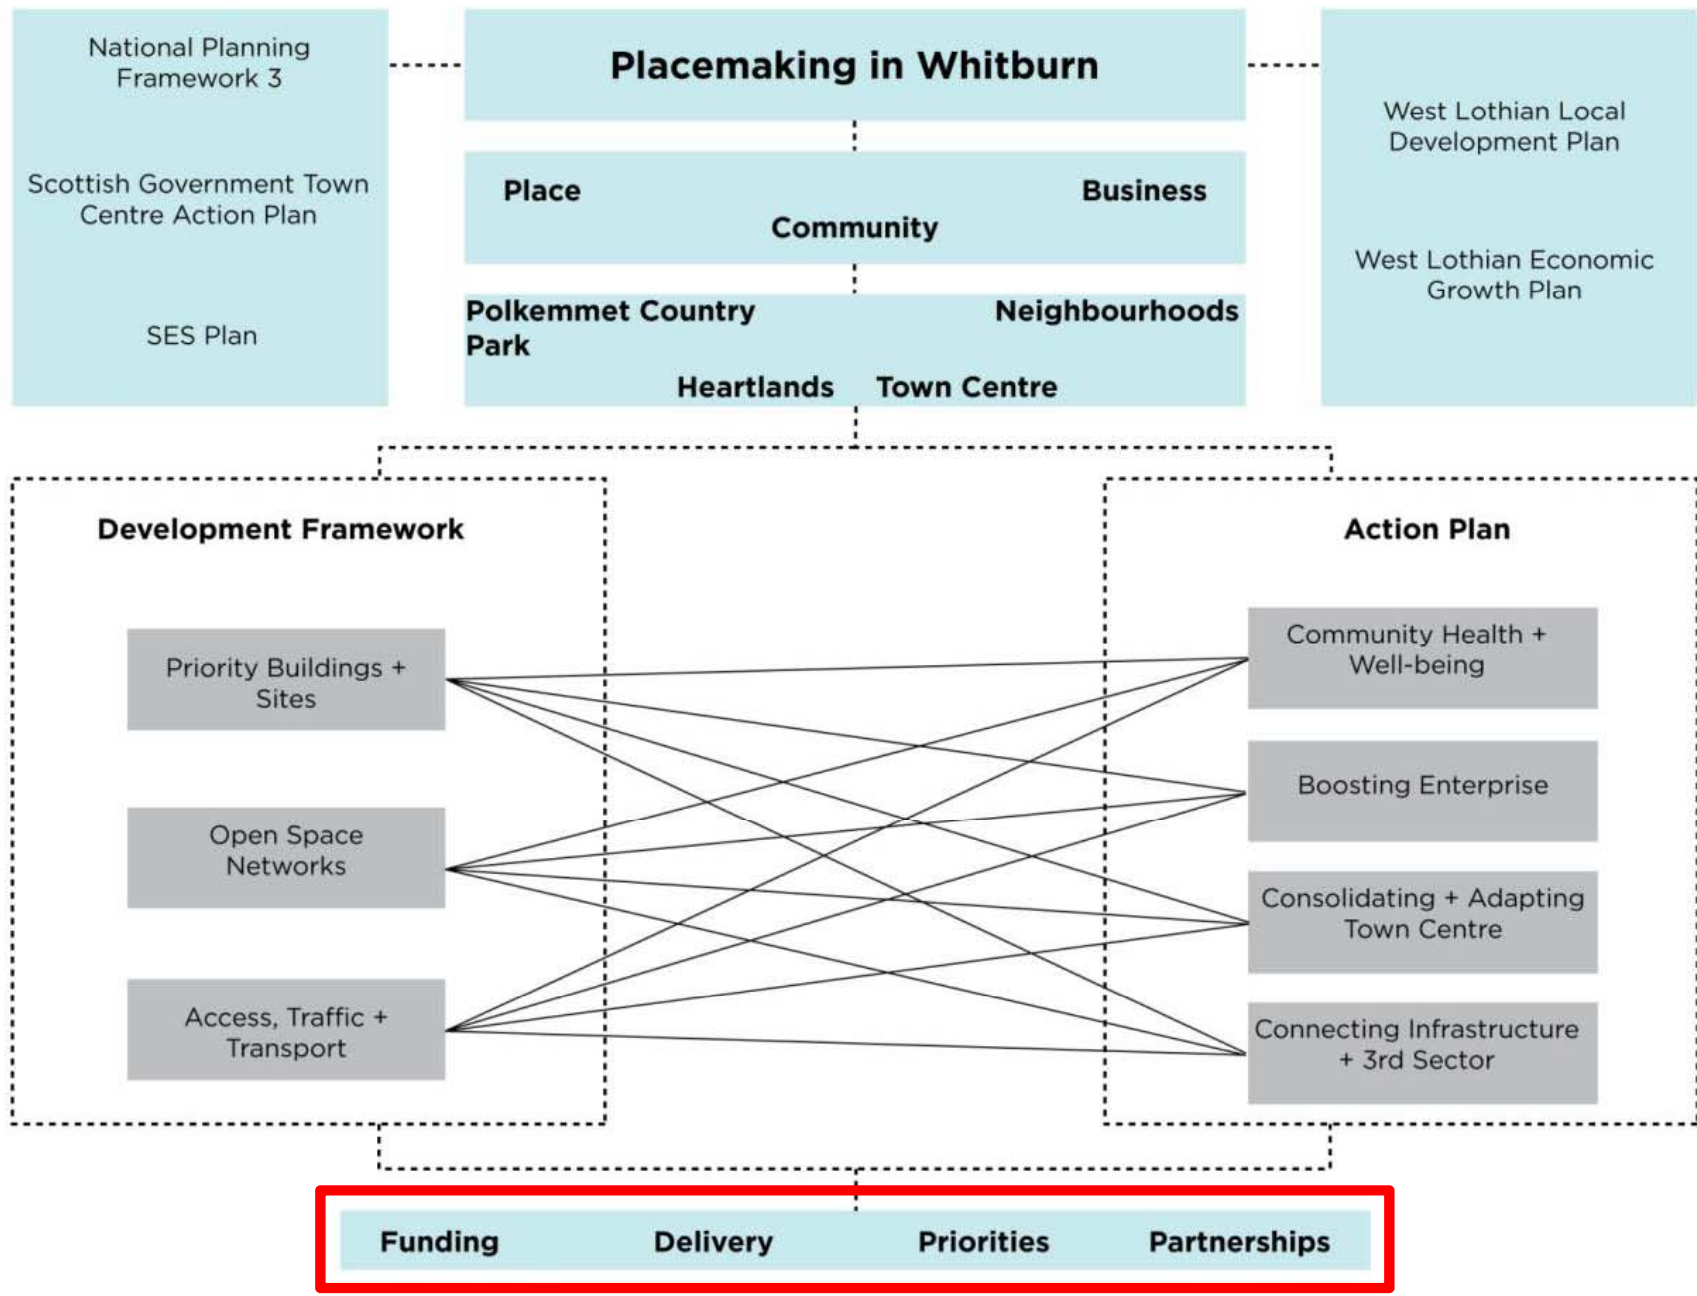 National Planning
Framework 3
Scottish Government Town
Centre Action Plan
SES Plan
Placemaking in Whitburn
Place
Business
Community
Polkemmet Country
Park
Neighbourhoods
Heartlands
Town Centre
West Lothian Local
Development Plan
West Lothian Economic
Growth Plan
Development Framework
Priority Buildings +
Sites
Open Space
Networks
Access, Traffic +
Transport
Action Plan
Community Health +
Well-being
Boosting Enterprise
Consolidating + Adapting
Town Centre
Connecting Infrastructure
+ 3rd Sector
Funding
Delivery
Priorities
Partnerships